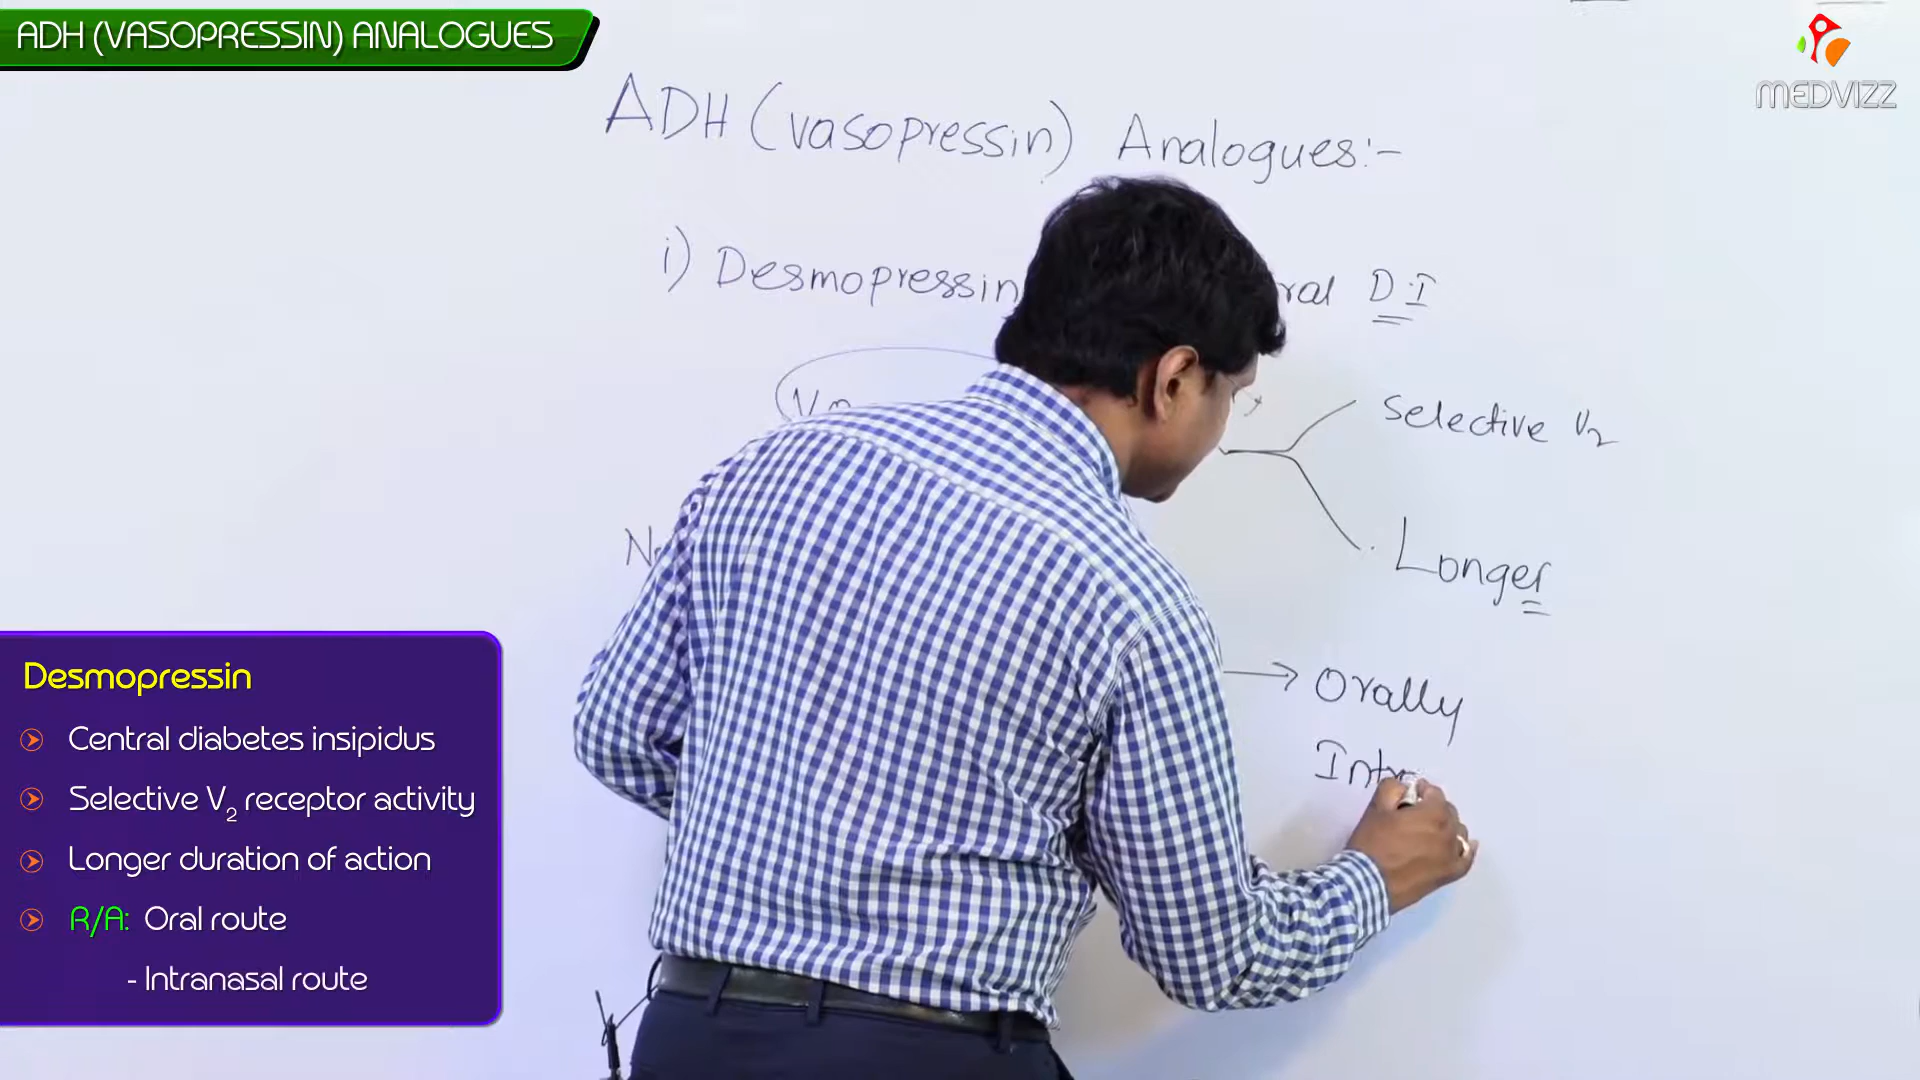 ADH (VASOPRESSIN) ANALOGUES
MEDVIZZ
ADH (vasopressin) Analogues:-
i) Desmopressin D.I
Selective V2
Longer
→ Orally
Desmopressin
Central diabetes insipidus
Selective V2 receptor activity
Longer duration of action
R/A: Oral route
- Intranasal route